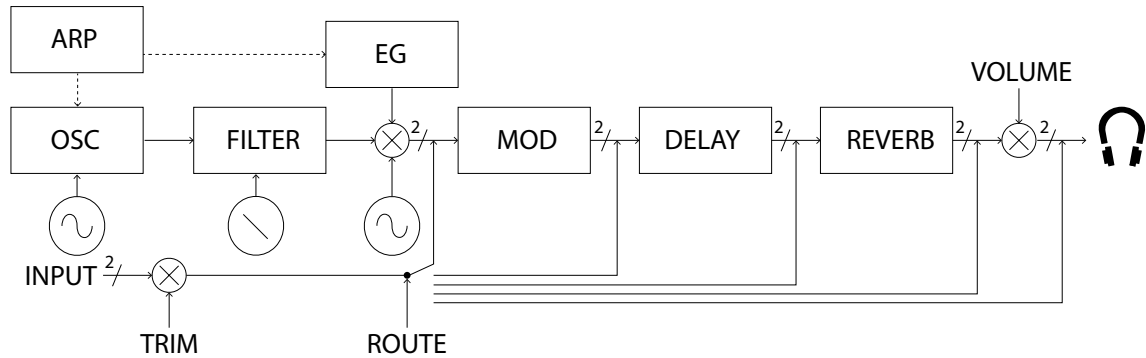 ARP
EG
VOLUME
OSC
FILTER
2
MOD
2
DELAY
2
REVERB
2
2
INPUT
2
TRIM
ROUTE